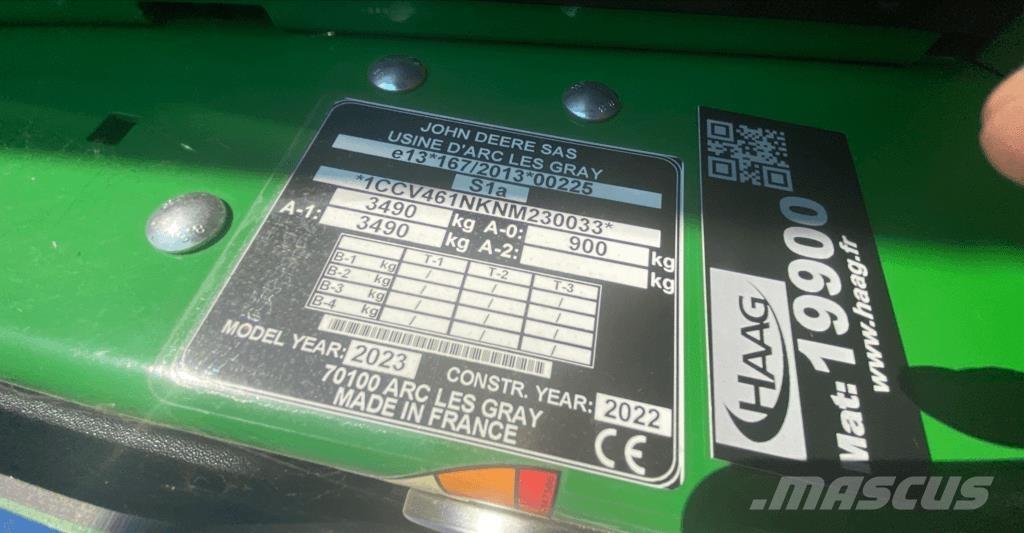 JOHN DEERE SAS
USINE D'ARC LES GRAY
e13*167/2013*00225
S1a
*1CCV461NKNM230033*
3490 kg A-0:
A-1: 3490 kg A-2: 900 kg
kg
B-1 kg T-1 T-2 T-3
B-2 kg / / /
B-3 kg / / /
B-4 kg / / /
MODEL YEAR: 2023 CONSTR. YEAR: 2022
70100 ARC LES GRAY
MADE IN FRANCE
CE
HAAG
Mat: 19900
www.haag.fr
MASCUS